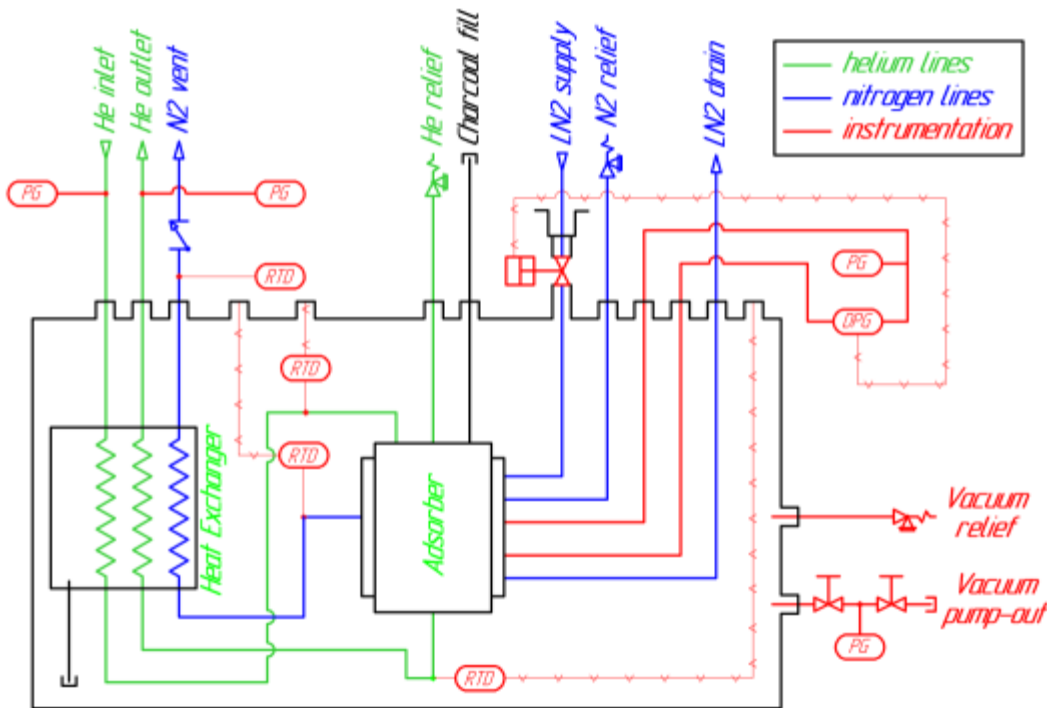 He inlet
He outlet
N2 vent
He relief
Charcoal fill
LN2 supply
N2 relief
LN2 drain
helium lines
nitrogen lines
instrumentation
PG
PG
RTD
PG
DPG
RTD
RTD
Heat Exchanger
Adsorber
Vacuum
relief
Vacuum
pump-out
PG
RTD